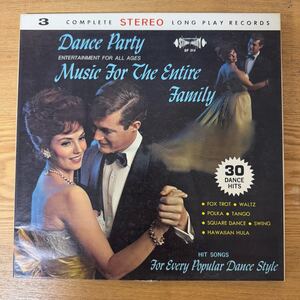 3 COMPLETE STEREO LONG PLAY RECORDS
Dance Party
ENTERTAINMENT FOR ALL AGES
Music For The Entire
Family
30
DANCE
HITS
• FOX TROT • WALTZ
• POLKA • TANGO
• SQUARE DANCE • SWING
• HAWAIIAN HULA
HIT SONGS
For Every Popular Dance Style